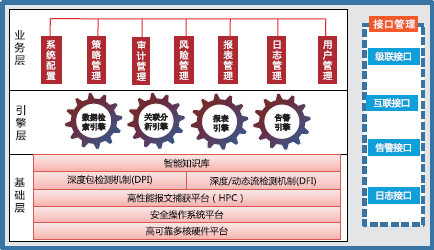 业务层
系统配置
策略管理
审计管理
风险管理
报表管理
日志管理
用户管理
引擎层
数据检
索引擎
关联分
析引擎
报表
引擎
告警
引擎
基础层
智能知识库
深度包检测机制(DPI)
深度/动态流检测机制(DFI)
高性能报文捕获平台（HPC）
安全操作系统平台
高可靠多核硬件平台
接口管理
级联接口
互联接口
告警接口
日志接口